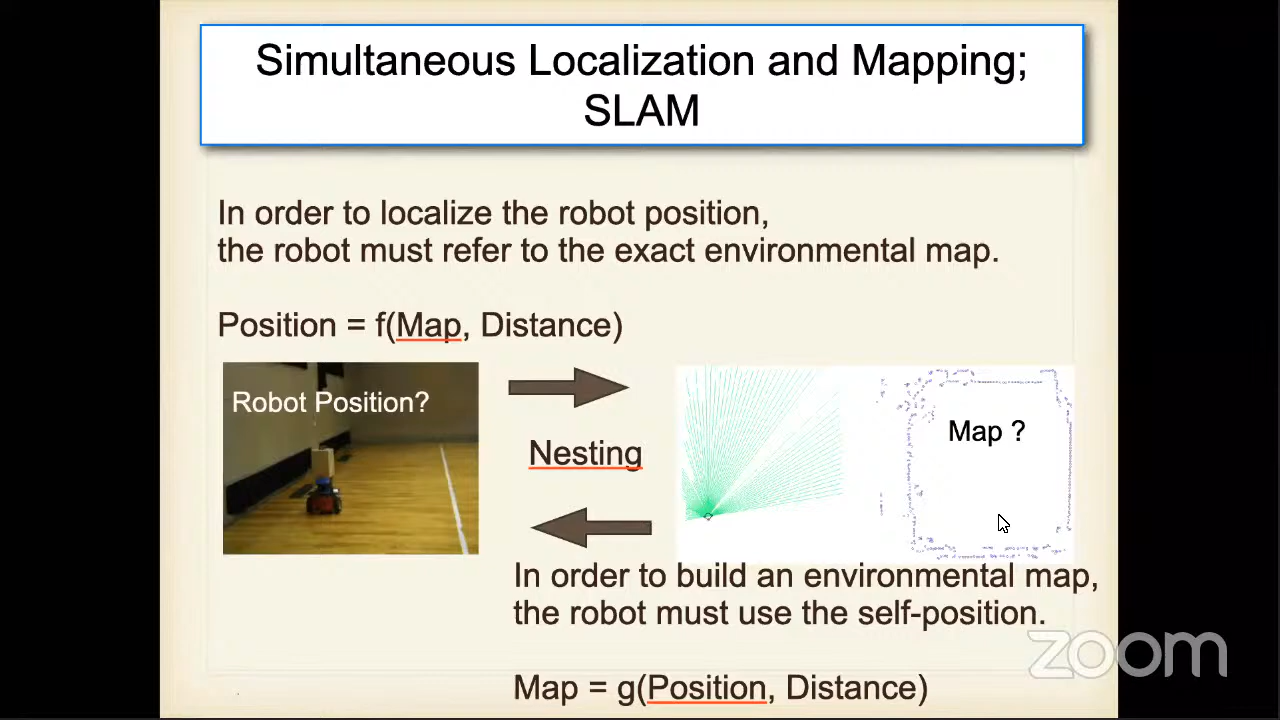 Simultaneous Localization and Mapping;
SLAM
In order to localize the robot position,
the robot must refer to the exact environmental map.
Position = f(Map, Distance)
Robot Position?
Nesting
Map ?
In order to build an environmental map,
the robot must use the self-position.
Map = g(Position, Distance)
zoom